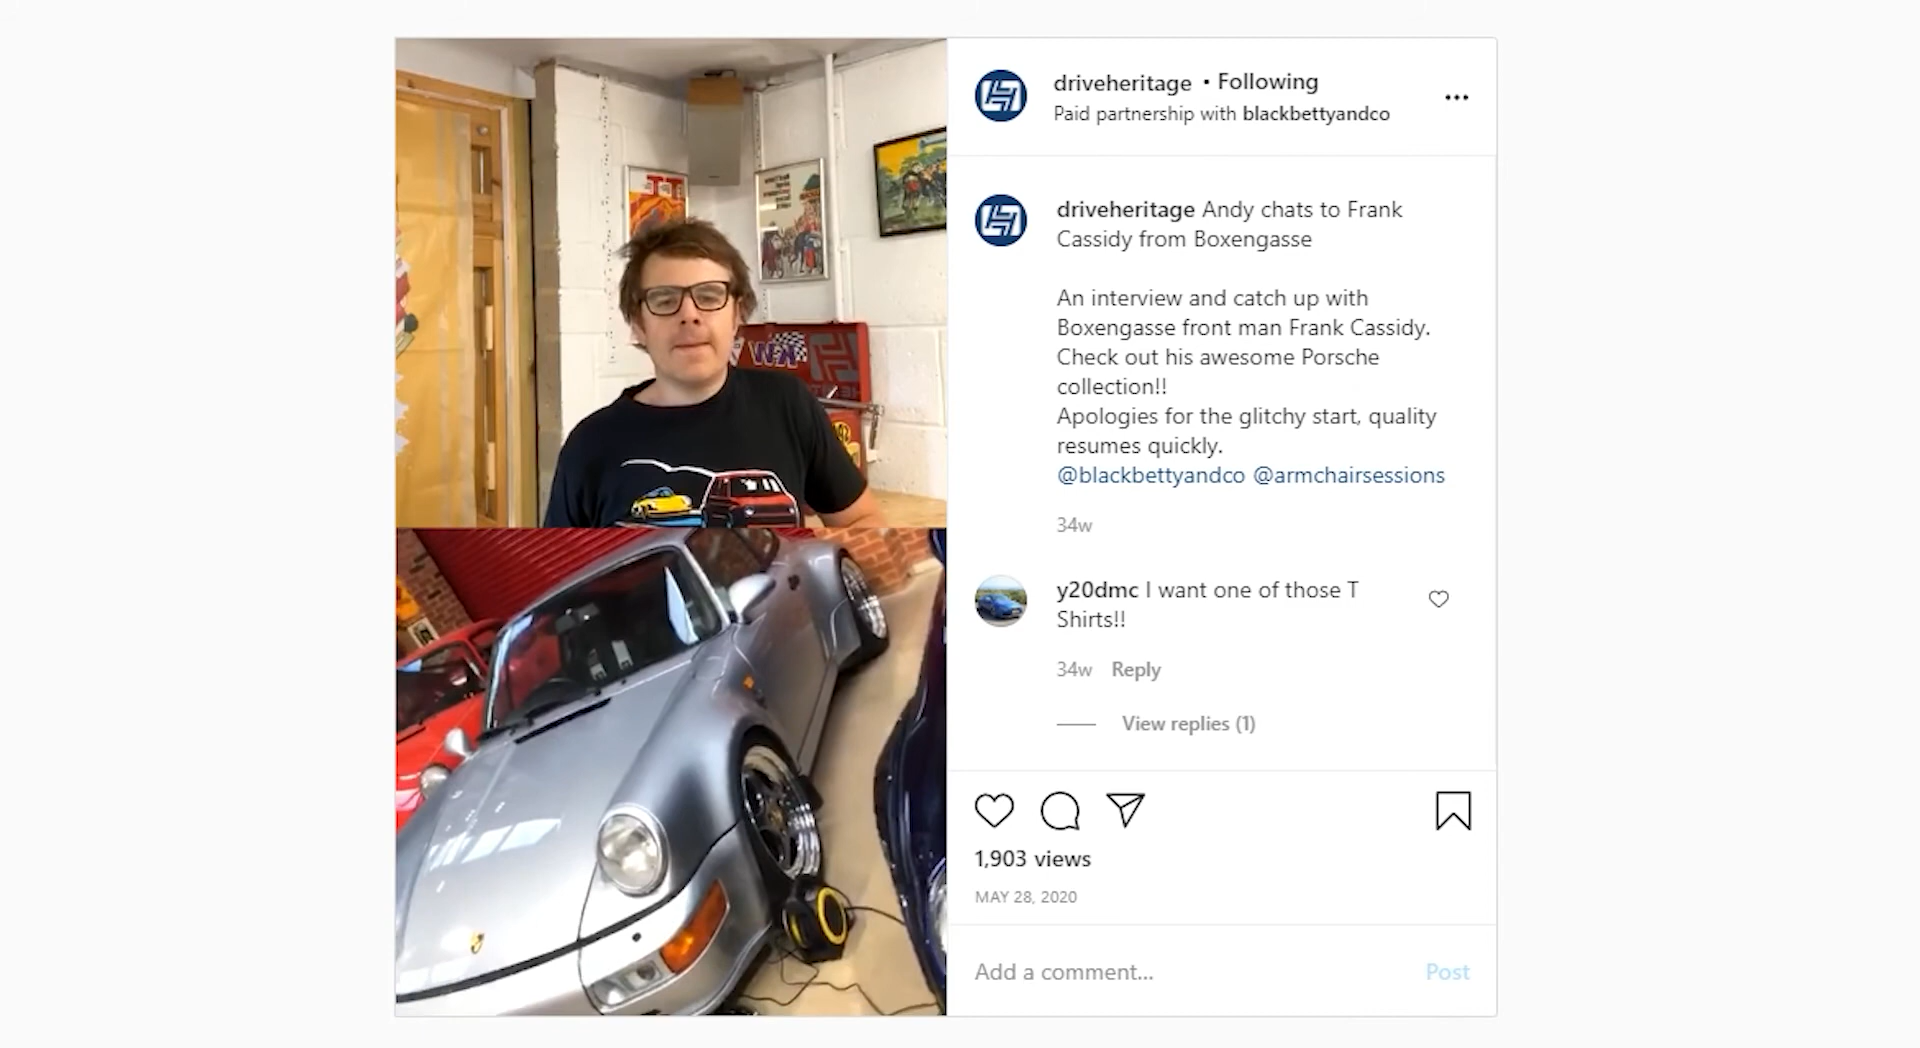 driveheritage • Following
Paid partnership with blackbettyandco
driveheritage Andy chats to Frank
Cassidy from Boxengasse
An interview and catch up with
Boxengasse front man Frank Cassidy.
Check out his awesome Porsche
collection!!
Apologies for the glitchy start, quality
resumes quickly.
@blackbettyandco @armchairsessions
34w
y20dmc I want one of those T
Shirts!!
34w Reply
View replies (1)
1,903 views
MAY 28, 2020
Add a comment...
Post
TT